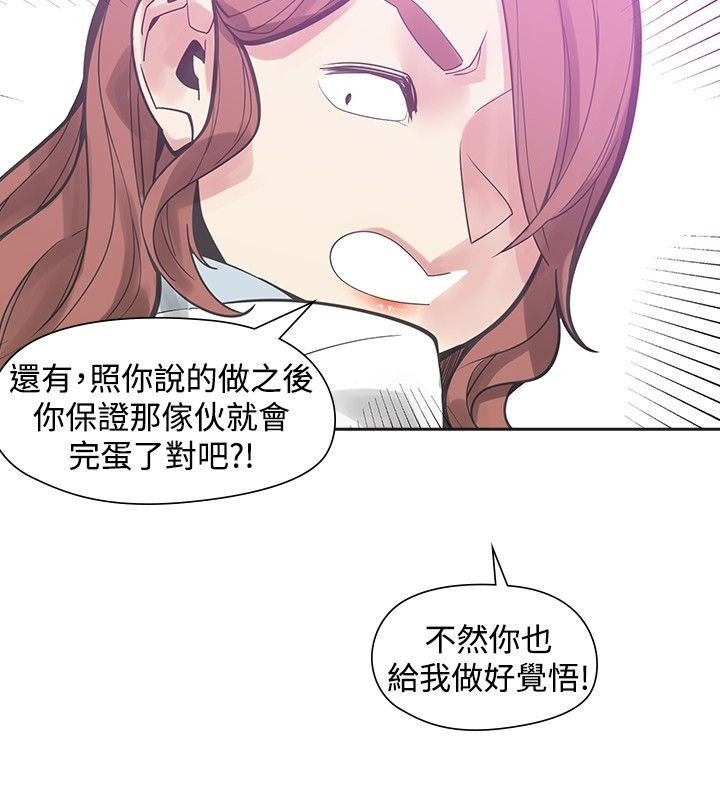 還有，照你說的做之後
你保證那傢伙就會
完蛋了對吧?!
不然你也
給我做好覺悟!